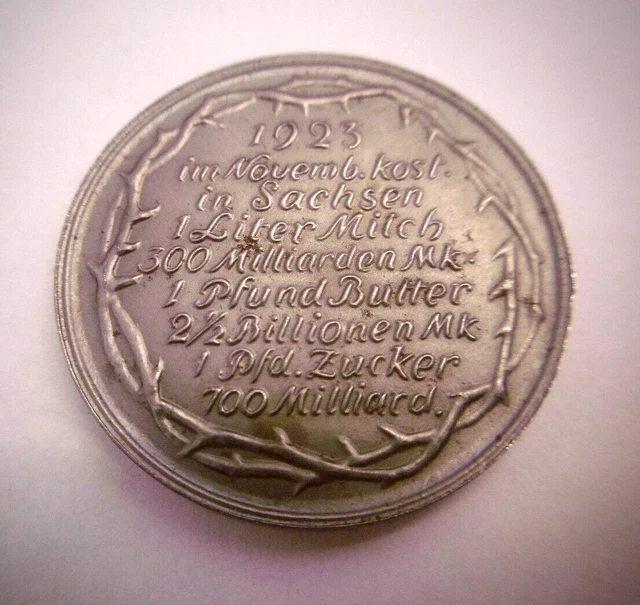 1923
im Novemb. kost.
in Sachsen
1 Liter Milch
300 Milliarden Mk.
1 Pfund Butter
2½ Billionen Mk
1 Pfd. Zucker
700 Milliard.